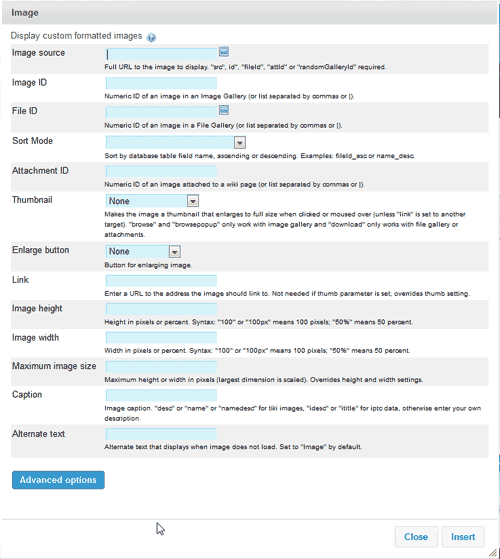 Image
Display custom formatted images
Image source
Full URL to the image to display. "src", id", "fileId", "attId" or "randomGalleryId" required.
Image ID
Numeric ID of an image in an Image Gallery (or list separated by commas or |).
File ID
Numeric ID of an image in a File Gallery (or list separated by commas or |).
Sort Mode
Sort by database table field name, ascending or descending. Examples: fileId_asc or name_desc.
Attachment ID
Numeric ID of an image attached to a wiki page (or list separated by commas or |).
Thumbnail
None
Makes the image a thumbnail that enlarges to full size when clicked or moused over (unless "link" is set to another
target). "browse" and "browsepopup" only work with image gallery and "download" only works with file gallery or
attachments.
Enlarge button
None
Button for enlarging image.
Link
Enter a URL to the address the image should link to. Not needed if thumb parameter is set; overrides thumb setting.
Image height
Height in pixels or percent. Syntax: "100" or "100px" means 100 pixels; "50%" means 50 percent.
Image width
Width in pixels or percent. Syntax: "100" or "100px" means 100 pixels; "50%" means 50 percent.
Maximum image size
Maximum height or width in pixels (largest dimension is scaled). Overrides height and width settings.
Caption
Image caption. "desc" or "name" or "namedesc" for tiki images, "idesc" or "ititle" for iptc data, otherwise enter your own
description.
Alternate text
Alternate text that displays when image does not load. Set to "Image" by default.
Advanced options
Close
Insert